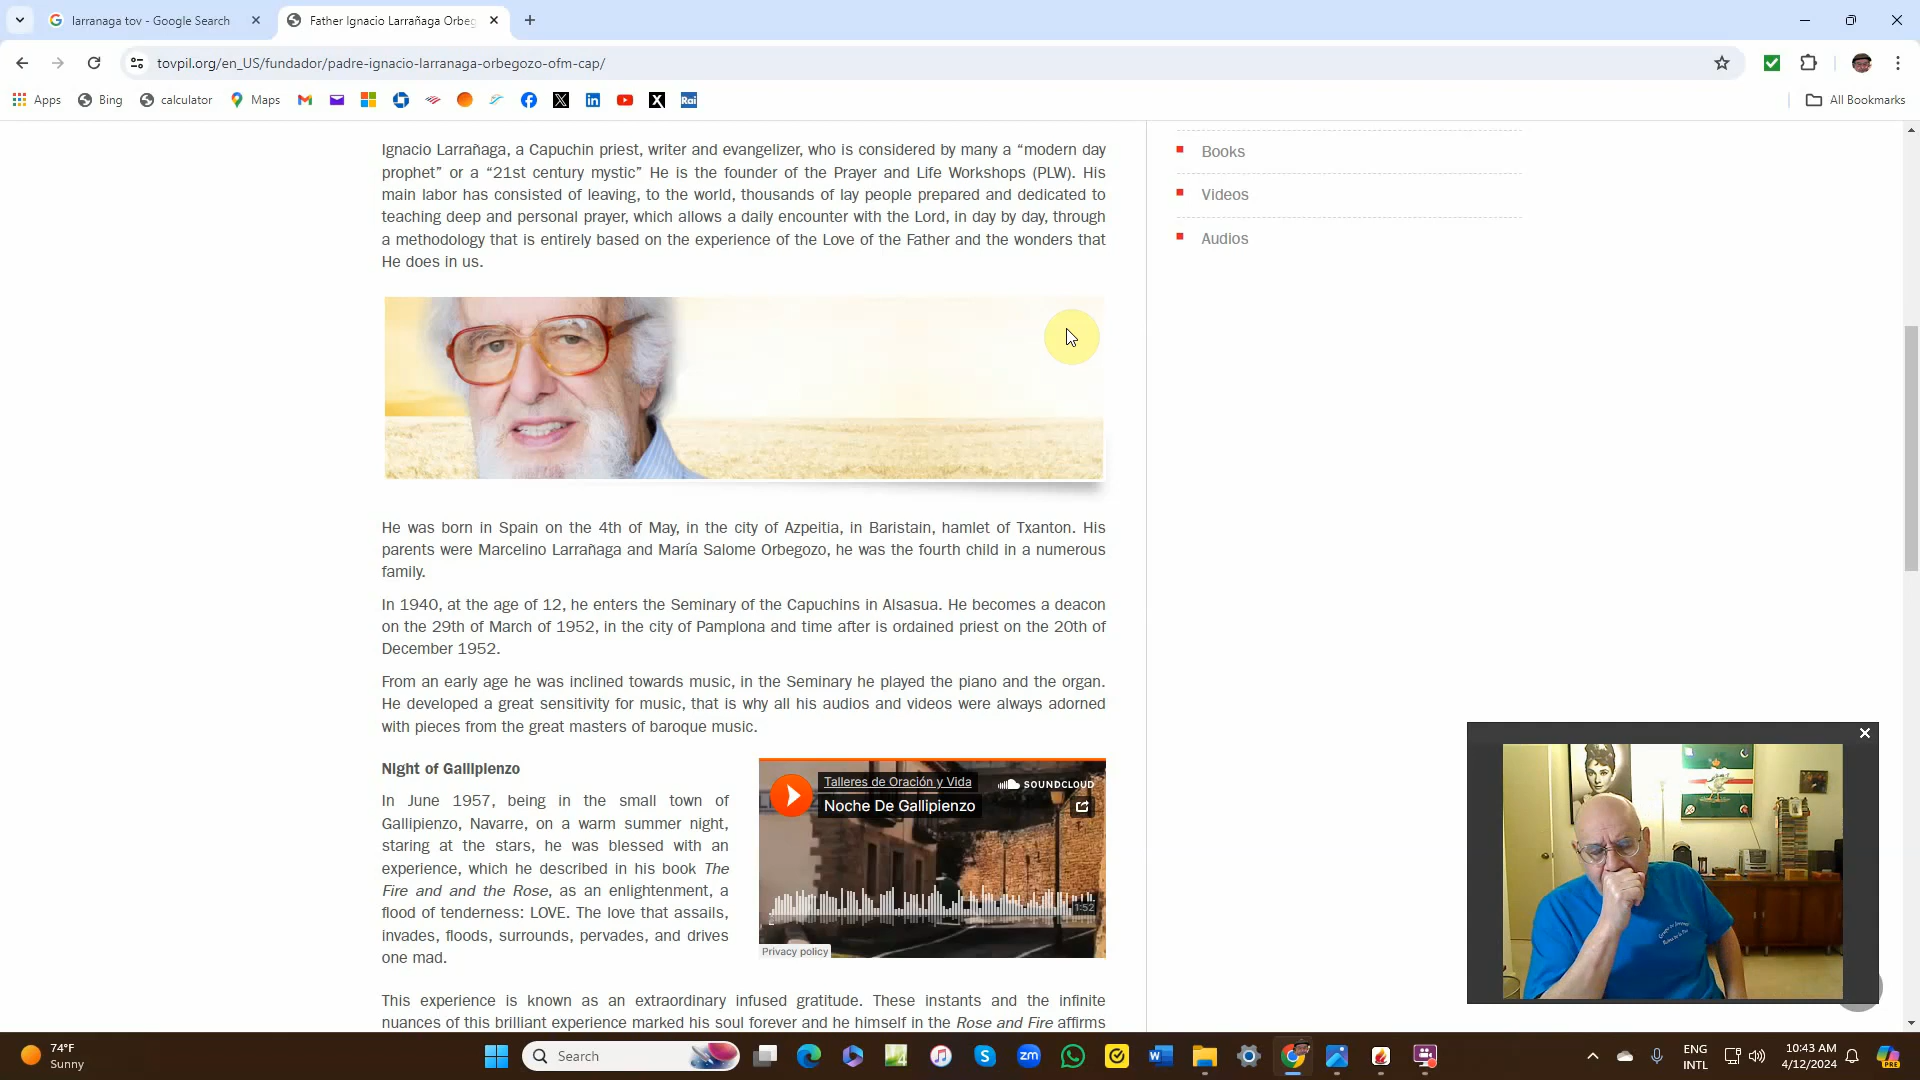 larranaga tov - Google Search
Father Ignacio Larrañaga Orbeg
tovpil.org/en_US/fundador/padre-ignacio-larranaga-orbegozo-ofm-cap/
Apps
Bing
calculator
Maps
Rai
All Bookmarks
Ignacio Larrañaga, a Capuchin priest, writer and evangelizer, who is considered by many a “modern day
prophet” or a “21st century mystic” He is the founder of the Prayer and Life Workshops (PLW). His
main labor has consisted of leaving, to the world, thousands of lay people prepared and dedicated to
teaching deep and personal prayer, which allows a daily encounter with the Lord, in day by day, through
a methodology that is entirely based on the experience of the Love of the Father and the wonders that
He does in us.
Books
Videos
Audios
He was born in Spain on the 4th of May, in the city of Azpeitia, in Baristain, hamlet of Txanton. His
parents were Marcelino Larrañaga and María Salome Orbegozo, he was the fourth child in a numerous
family.
In 1940, at the age of 12, he enters the Seminary of the Capuchins in Alsasua. He becomes a deacon
on the 29th of March of 1952, in the city of Pamplona and time after is ordained priest on the 20th of
December 1952.
From an early age he was inclined towards music, in the Seminary he played the piano and the organ.
He developed a great sensitivity for music, that is why all his audios and videos were always adorned
with pieces from the great masters of baroque music.
Night of Gallipienzo
In June 1957, being in the small town of
Gallipienzo, Navarre, on a warm summer night,
staring at the stars, he was blessed with an
experience, which he described in his book The
Fire and and the Rose, as an enlightenment, a
flood of tenderness: LOVE. The love that assails,
invades, floods, surrounds, pervades, and drives
one mad.
Talleres de Oración y Vida
SOUNDCLOUD
Noche De Gallipienzo
1:52
Privacy policy
This experience is known as an extraordinary infused gratitude. These instants and the infinite
nuances of this brilliant experience marked his soul forever and he himself in the Rose and Fire affirms
74°F
Sunny
Search
zm
ENG
INTL
10:43 AM
4/12/2024